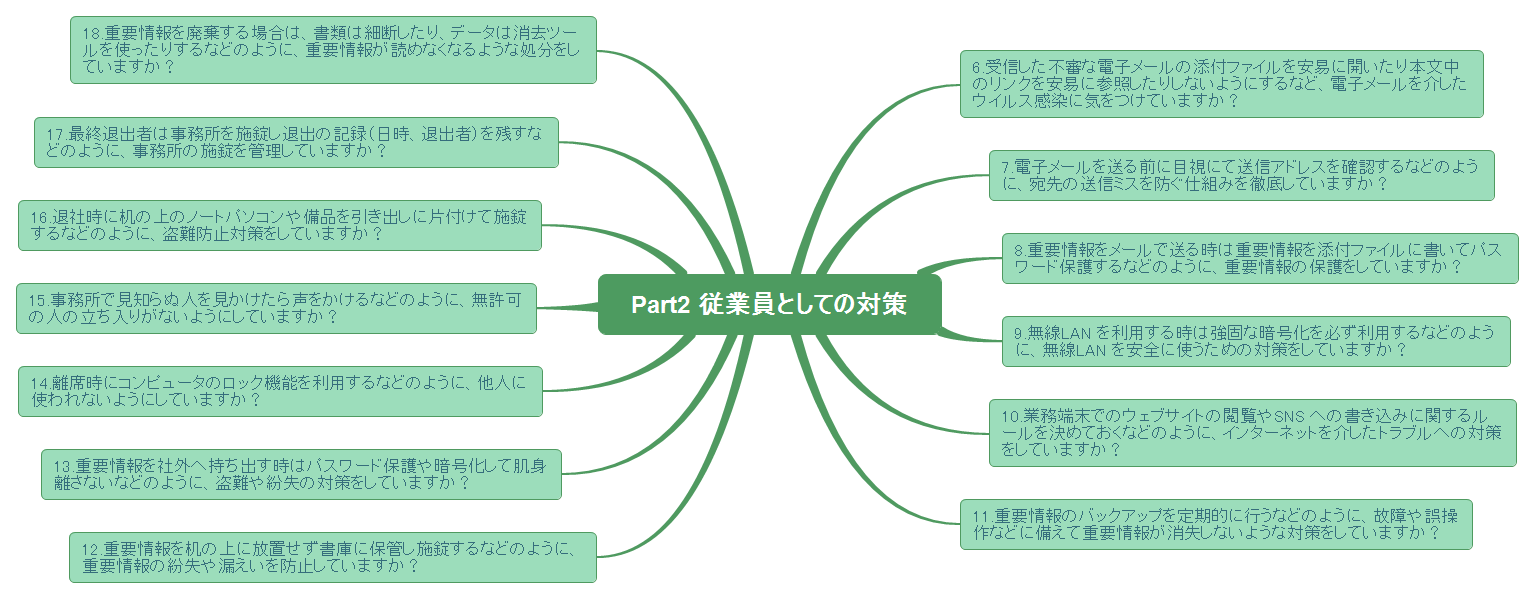 Part2 従業員としての対策
6.受信した不審な電子メールの添付ファイルを安易に開いたり本文中
のリンクを安易に参照したりしないようにするなど、電子メールを介した
ウイルス感染に気をつけていますか？
7.電子メールを送る前に目視にて送信アドレスを確認するなどのよう
に、宛先の送信ミスを防ぐ仕組みを徹底していますか？
8.重要情報をメールで送る時は重要情報を添付ファイルに書いてパス
ワード保護するなどのように、重要情報の保護をしていますか？
9.無線LAN を利用する時は強固な暗号化を必ず利用するなどのよう
に、無線LAN を安全に使うための対策をしていますか？
10.業務端末でのウェブサイトの閲覧やSNS への書き込みに関するル
ールを決めておくなどのように、インターネットを介したトラブルへの対策
をしていますか？
11.重要情報のバックアップを定期的に行うなどのように、故障や誤操
作などに備えて重要情報が消失しないような対策をしていますか？
12.重要情報を机の上に放置せず書庫に保管し施錠するなどのように、
重要情報の紛失や漏えいを防止していますか？
13.重要情報を社外へ持ち出す時はパスワード保護や暗号化して肌身
離さないなどのように、盗難や紛失の対策をしていますか？
14.離席時にコンピュータのロック機能を利用するなどのように、他人に
使われないようにしていますか？
15.事務所で見知らぬ人を見かけたら声をかけるなどのように、無許可
の人の立ち入りがないようにしていますか？
16.退社時に机の上のノートパソコンや備品を引き出しに片付けて施錠
するなどのように、盗難防止対策をしていますか？
17.最終退出者は事務所を施錠し退出の記録（日時、退出者）を残すな
どのように、事務所の施錠を管理していますか？
18.重要情報を廃棄する場合は、書類は細断したり、データは消去ツー
ルを使ったりするなどのように、重要情報が読めなくなるような処分をし
ていますか？